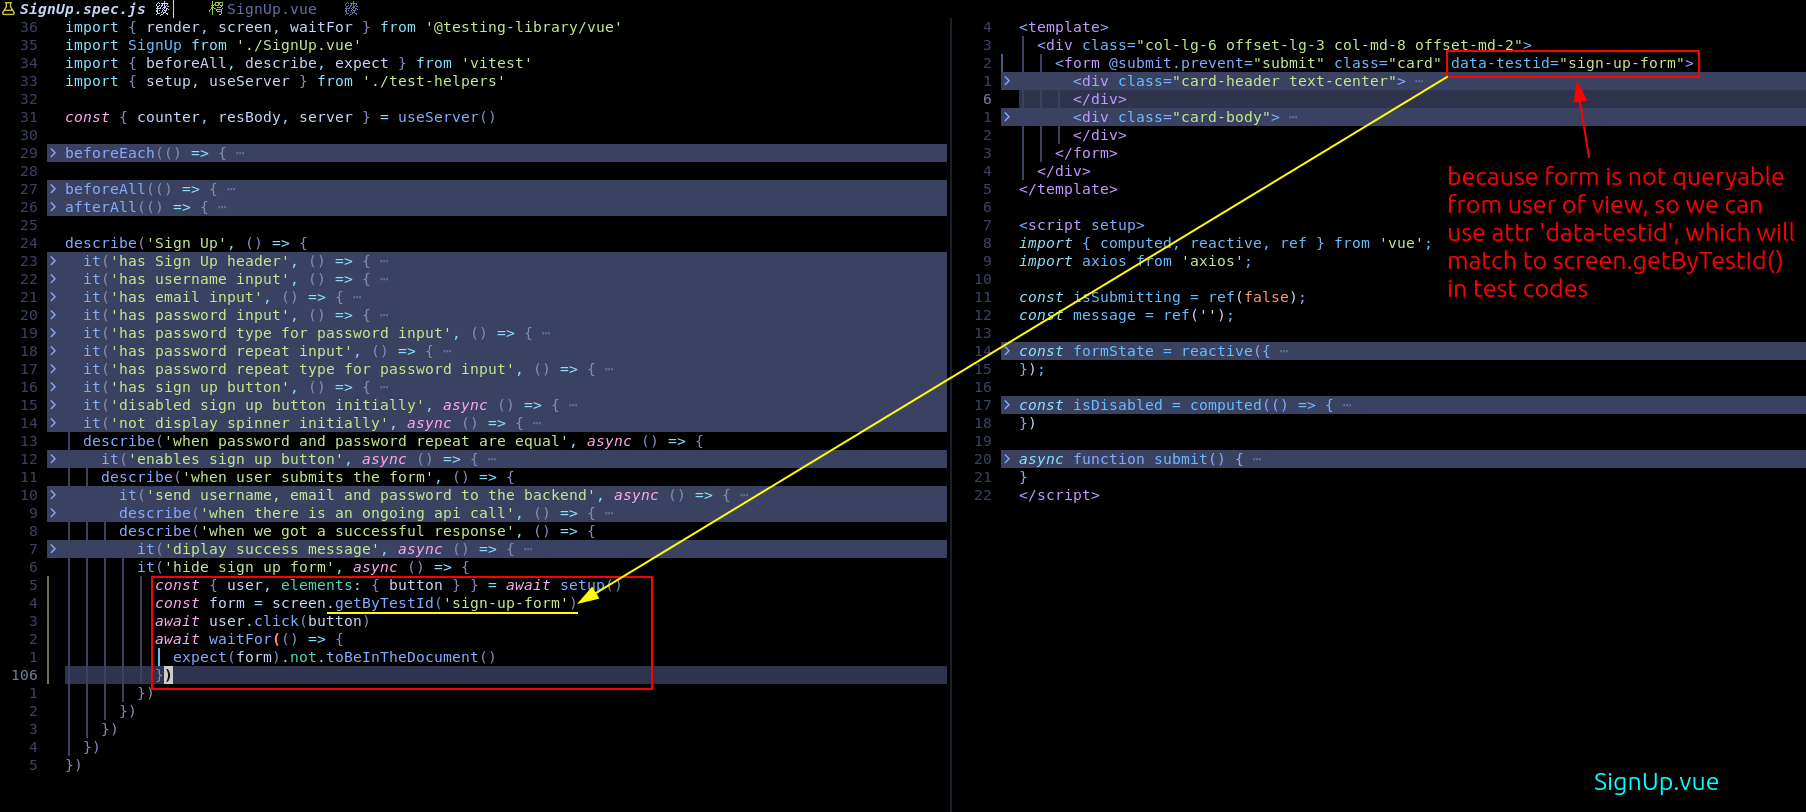 SignUp.spec.js
SignUp.vue
36 import { render, screen, waitFor } from '@testing-library/vue'
35 import SignUp from './SignUp.vue'
34 import { beforeAll, describe, expect } from 'vitest'
33 import { setup, useServer } from './test-helpers'
32
31 const { counter, resBody, server } = useServer()
30
29 > beforeEach(() => { ⋯
28
27 > beforeAll(() => { ⋯
26 > afterAll(() => { ⋯
25
24 describe('Sign Up', () => {
23 > it('has Sign Up header', () => { ⋯
22 > it('has username input', () => { ⋯
21 > it('has email input', () => { ⋯
20 > it('has password input', () => { ⋯
19 > it('has password type for password input', () => { ⋯
18 > it('has password repeat input', () => { ⋯
17 > it('has password repeat type for password input', () => { ⋯
16 > it('has sign up button', () => { ⋯
15 > it('disabled sign up button initially', async () => { ⋯
14 > it('not display spinner initially', async () => { ⋯
13 describe('when password and password repeat are equal', async () => {
12 > it('enables sign up button', async () => { ⋯
11 describe('when user submits the form', () => {
10 > it('send username, email and password to the backend', async () => { ⋯
9 > describe('when there is an ongoing api call', () => { ⋯
8 describe('when we got a successful response', () => {
7 > it('diplay success message', async () => { ⋯
6 it('hide sign up form', async () => {
5 const { user, elements: { button } } = await setup()
4 const form = screen.getByTestId('sign-up-form')
3 await user.click(button)
2 await waitFor(() => {
1 expect(form).not.toBeInTheDocument()
106 })
1 })
2 })
3 })
4 })
5 })
4 <template>
3 <div class="col-lg-6 offset-lg-3 col-md-8 offset-md-2">
2 <form @submit.prevent="submit" class="card" data-testid="sign-up-form">
1 > <div class="card-header text-center"> ⋯
6 </div>
1 > <div class="card-body"> ⋯
2 </div>
3 </form>
4 </div>
5 </template>
6
7 <script setup>
8 import { computed, reactive, ref } from 'vue';
9 import axios from 'axios';
10
11 const isSubmitting = ref(false);
12 const message = ref('');
13
14 > const formState = reactive({ ⋯
15 });
16
17 > const isDisabled = computed(() => { ⋯
18 })
19
20 > async function submit() { ⋯
21 }
22 </script>
because form is not queryable
from user of view, so we can
use attr 'data-testid', which will
match to screen.getByTestId()
in test codes
SignUp.vue